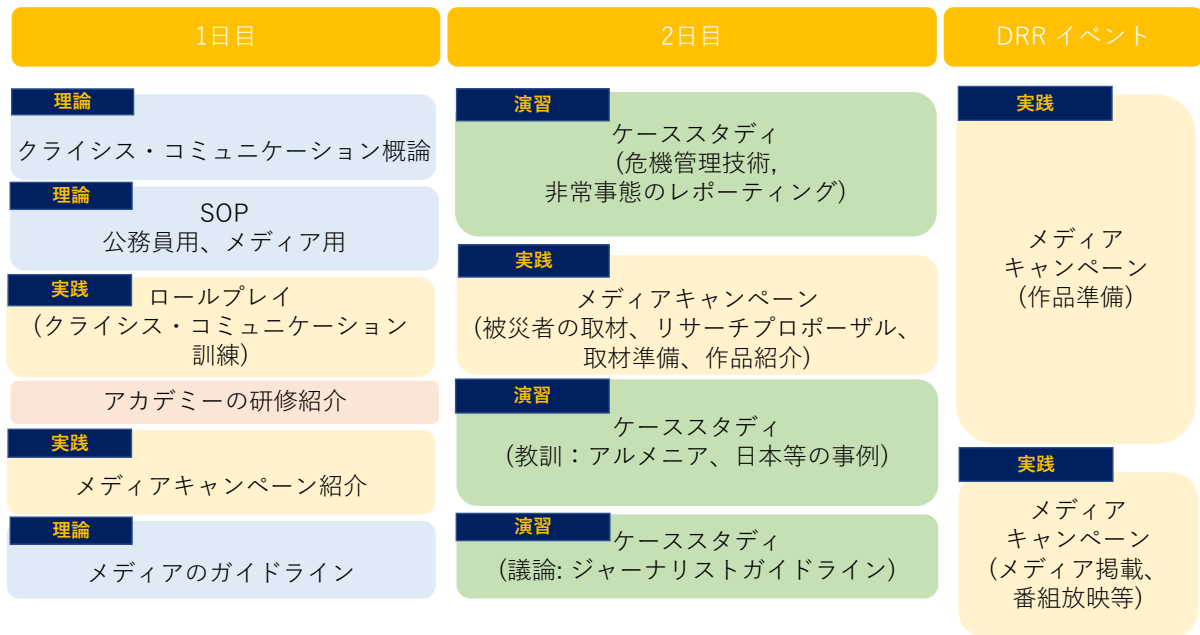 1日目
理論
クライシス・コミュニケーション概論
理論
SOP
公務員用、メディア用
実践
ロールプレイ
(クライシス・コミュニケーション
訓練)
アカデミーの研修紹介
実践
メディアキャンペーン紹介
理論
メディアのガイドライン
2日目
演習
ケーススタディ
(危機管理技術,
非常事態のレポーティング)
実践
メディアキャンペーン
(被災者の取材、リサーチプロポーザル、
取材準備、作品紹介)
演習
ケーススタディ
(教訓：アルメニア、日本等の事例)
演習
ケーススタディ
(議論: ジャーナリストガイドライン)
DRR イベント
実践
メディア
キャンペーン
(作品準備)
実践
メディア
キャンペーン
(メディア掲載、
番組放映等)